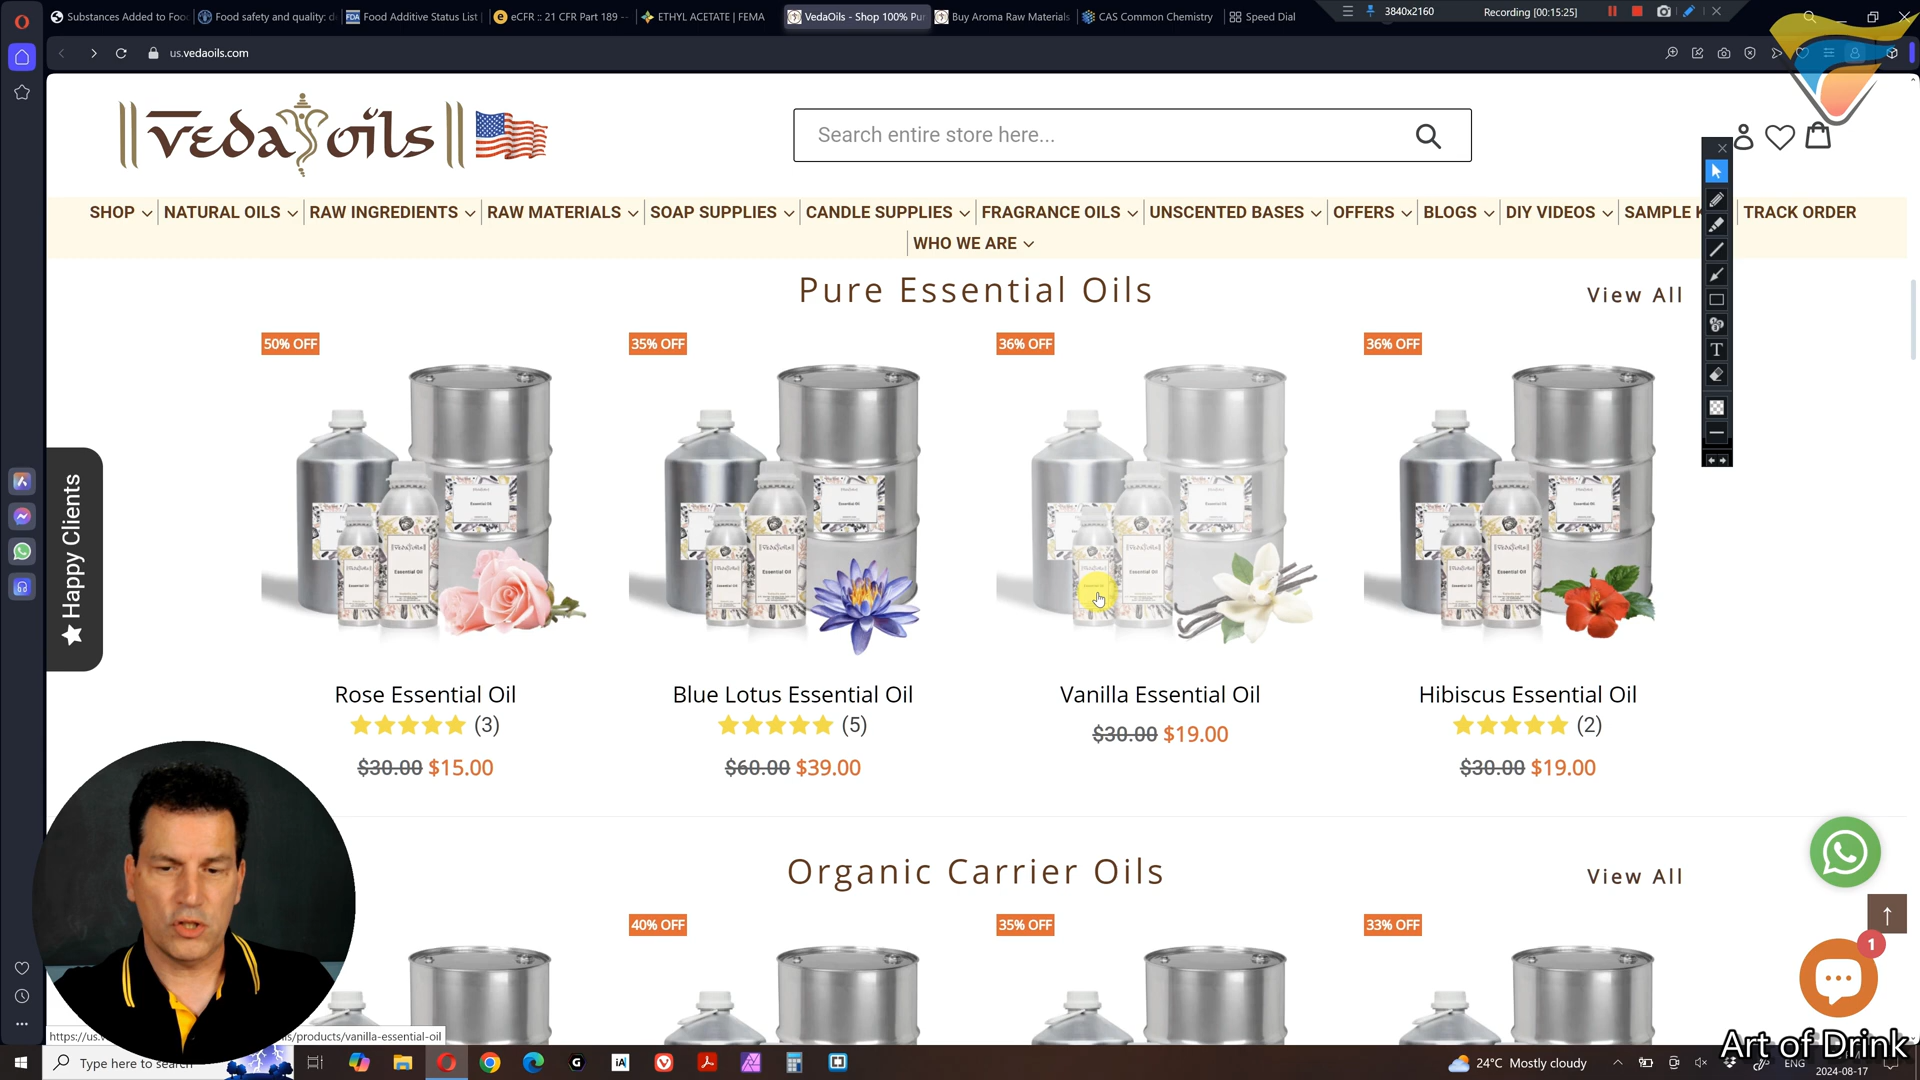 Substances Added to Foo
Food safety and quality: d
FDA Food Additive Status List
eCFR :: 21 CFR Part 189 --
ETHYL ACETATE | FEMA
VedaOils - Shop 100% Pur
Buy Aroma Raw Materials
CAS Common Chemistry
Speed Dial
3840x2160
Recording [00:15:25]
us.vedaoils.com
||vedaoils||
Search entire store here...
SHOP NATURAL OILS RAW INGREDIENTS RAW MATERIALS SOAP SUPPLIES CANDLE SUPPLIES FRAGRANCE OILS UNSCENTED BASES OFFERS BLOGS DIY VIDEOS SAMPLE K TRACK ORDER
WHO WE ARE
Pure Essential Oils
View All
50% OFF
35% OFF
36% OFF
36% OFF
Happy Clients
Essential Oil
Rose Essential Oil
(3)
$30.00 $15.00
Blue Lotus Essential Oil
(5)
$60.00 $39.00
Vanilla Essential Oil
$30.00 $19.00
Hibiscus Essential Oil
(2)
$30.00 $19.00
Organic Carrier Oils
View All
40% OFF
35% OFF
33% OFF
1
https://us.v
ls/products/vanilla-essential-oil
Type here to search
24°C Mostly cloudy
ENG
2024-08-17
Art of Drink